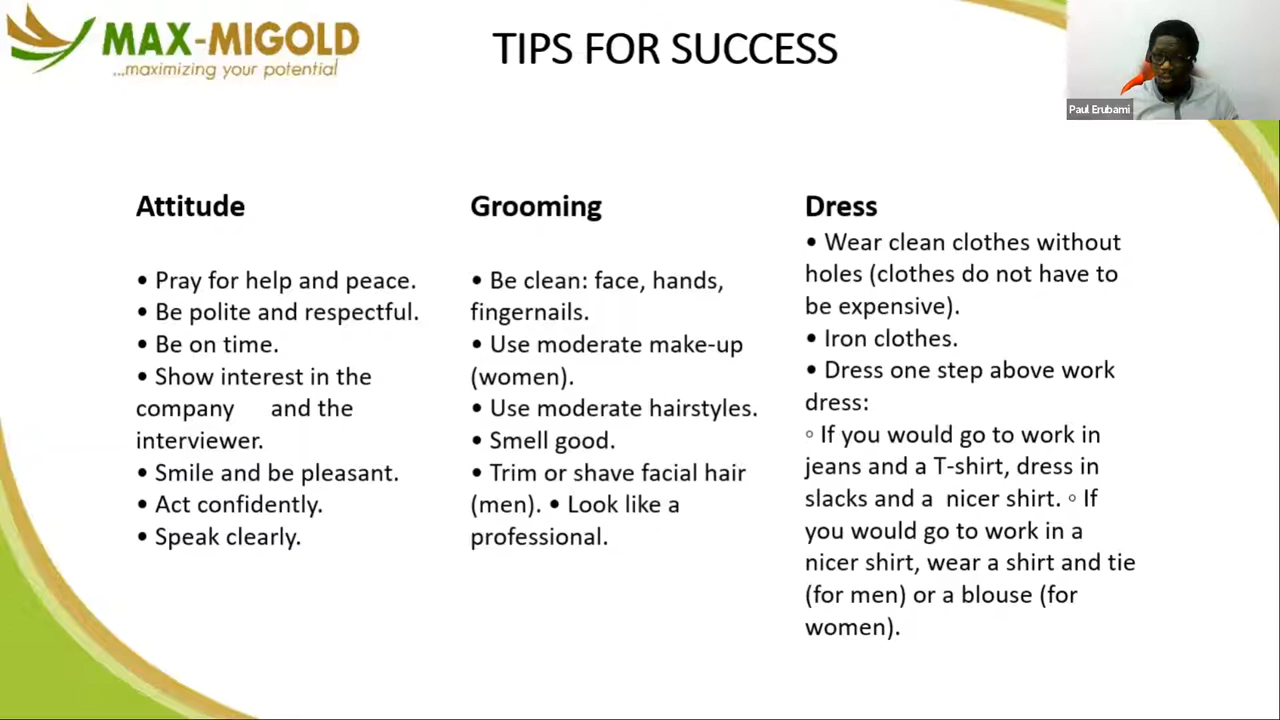 MAX-MIGOLD
...maximizing your potential
TIPS FOR SUCCESS
Paul Erubami
Attitude
• Pray for help and peace.
• Be polite and respectful.
• Be on time.
• Show interest in the
company and the
interviewer.
• Smile and be pleasant.
• Act confidently.
• Speak clearly.
Grooming
• Be clean: face, hands,
fingernails.
• Use moderate make-up
(women).
• Use moderate hairstyles.
• Smell good.
• Trim or shave facial hair
(men). • Look like a
professional.
Dress
• Wear clean clothes without
holes (clothes do not have to
be expensive).
• Iron clothes.
• Dress one step above work
dress:
◦ If you would go to work in
jeans and a T-shirt, dress in
slacks and a nicer shirt. ◦ If
you would go to work in a
nicer shirt, wear a shirt and tie
(for men) or a blouse (for
women).